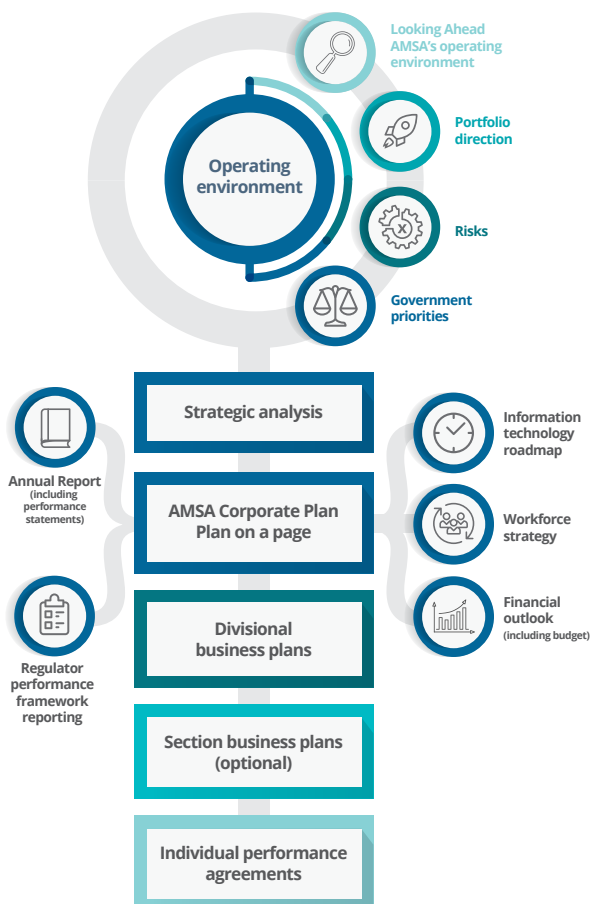 Looking Ahead
AMSA's operating
environment
Portfolio
direction
Operating
environment
Risks
X
Government
priorities
Strategic analysis
Annual Report
(including
performance
statements)
Information
technology
roadmap
AMSA Corporate Plan
Plan on a page
Workforce
strategy
Divisional
business plans
Financial
outlook
(including budget)
Regulator
performance
framework
reporting
Section business plans
(optional)
Individual performance
agreements